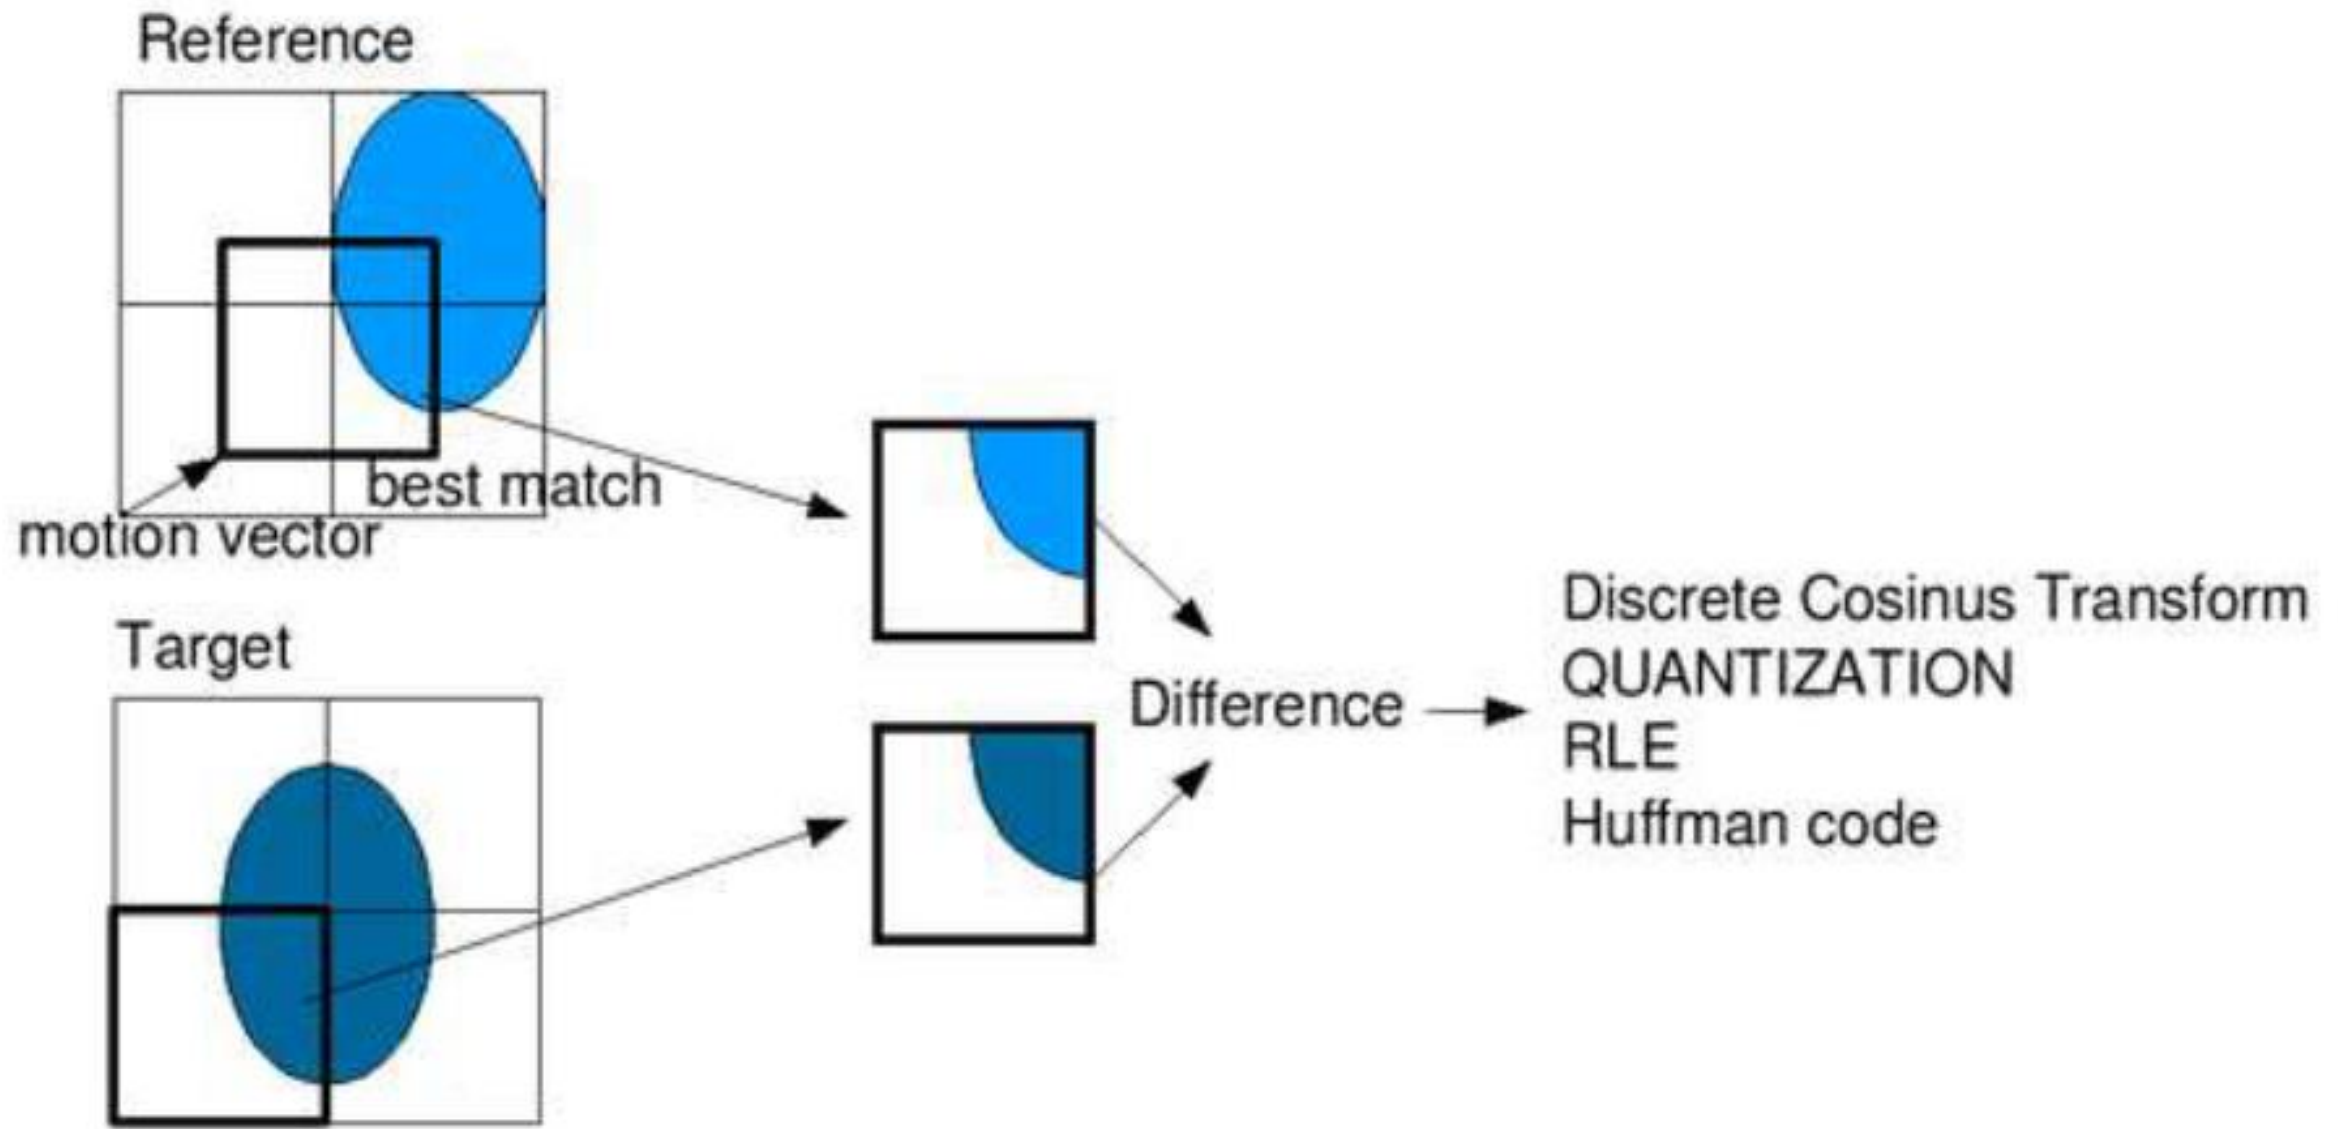 Reference
best match
motion vector
Target
Difference
Discrete Cosinus Transform
QUANTIZATION
RLE
Huffman code